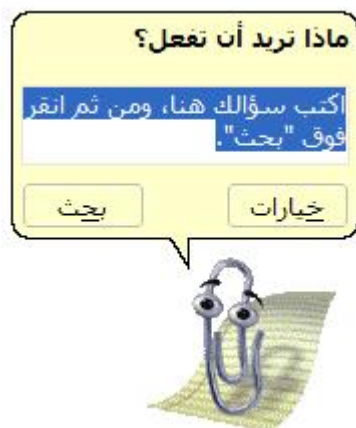 ماذا تريد أن تفعل؟
اكتب سؤالك هنا، ومن ثم انقر
فوق "بحث".
خيارات
بحث